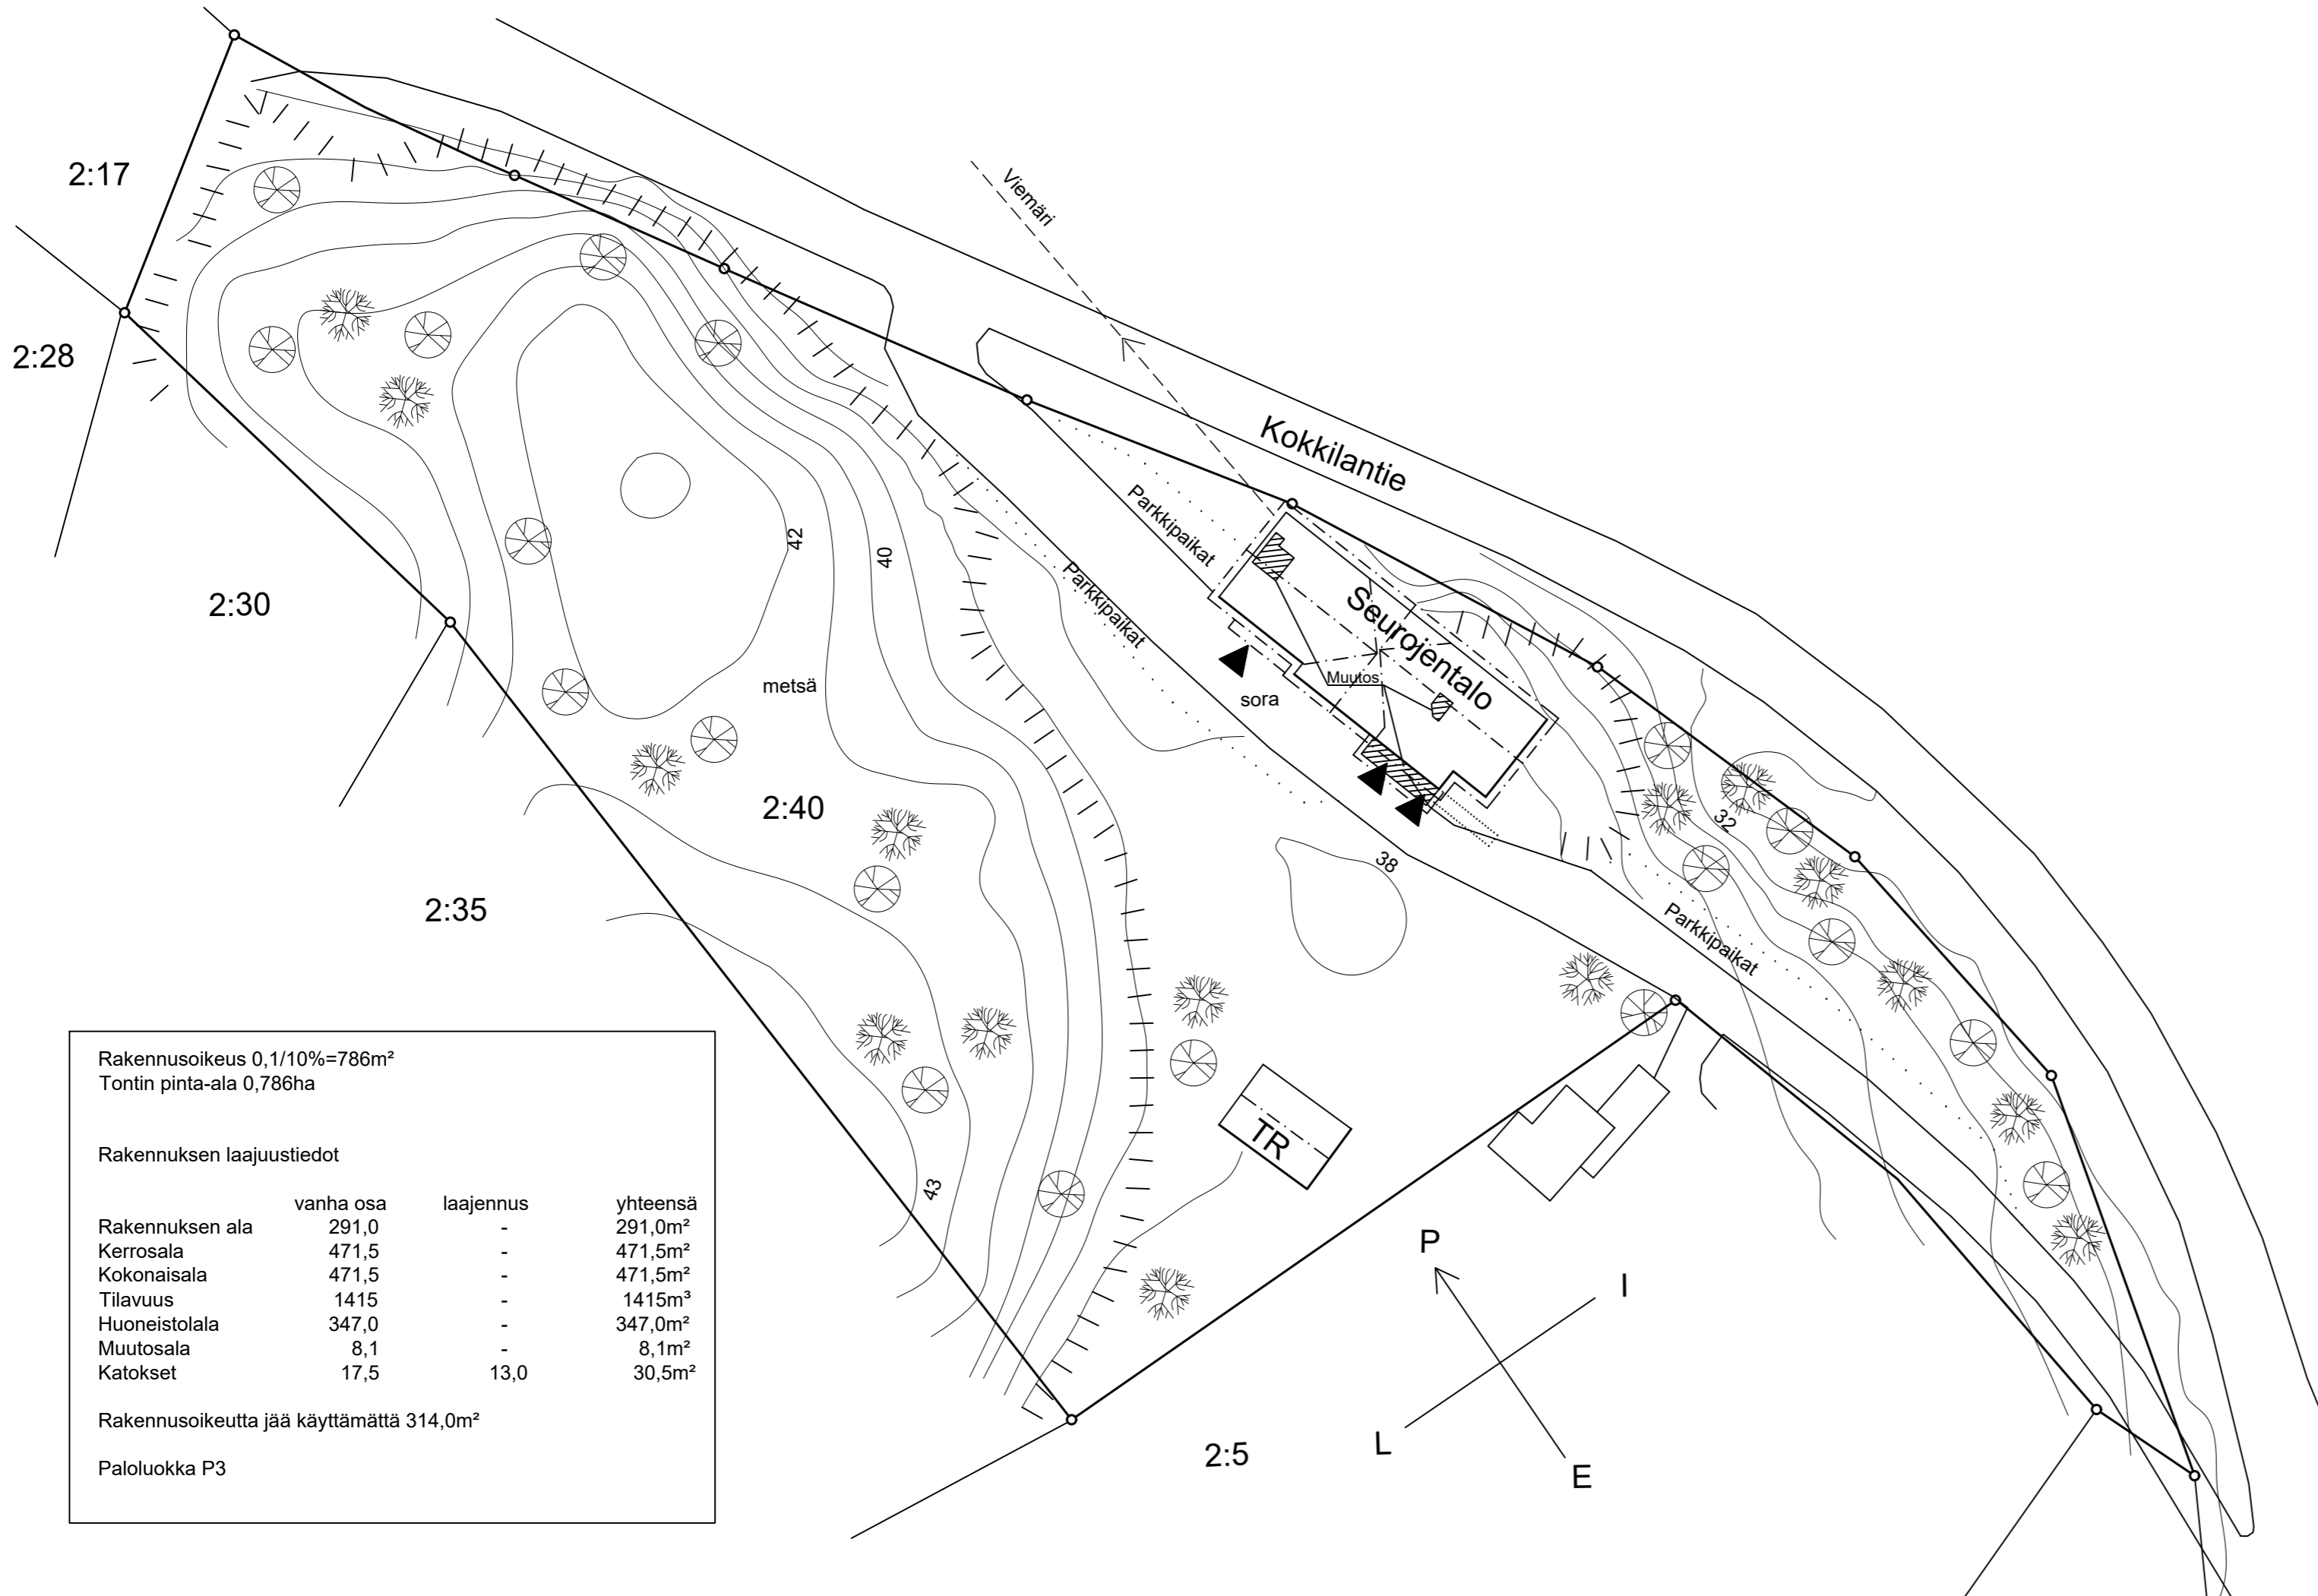 2:17
2:28
2:30
2:35
2:40
2:5
Viemäri
Kokkilantie
Parkkipaikat
Parkkipaikat
Seurojentalo
Muutos
sora
metsä
42
40
38
32
43
Parkkipaikat
TR
P
I
L
E
Rakennusoikeus 0,1/10%=786m²
Tontin pinta-ala 0,786ha
Rakennuksen laajuustiedot
vanha osa laajennus yhteensä
Rakennuksen ala 291,0 - 291,0m²
Kerrosala 471,5 - 471,5m²
Kokonaisala 471,5 - 471,5m²
Tilavuus 1415 - 1415m³
Huoneistolala 347,0 - 347,0m²
Muutosala 8,1 - 8,1m²
Katokset 17,5 13,0 30,5m²
Rakennusoikeutta jää käyttämättä 314,0m²
Paloluokka P3